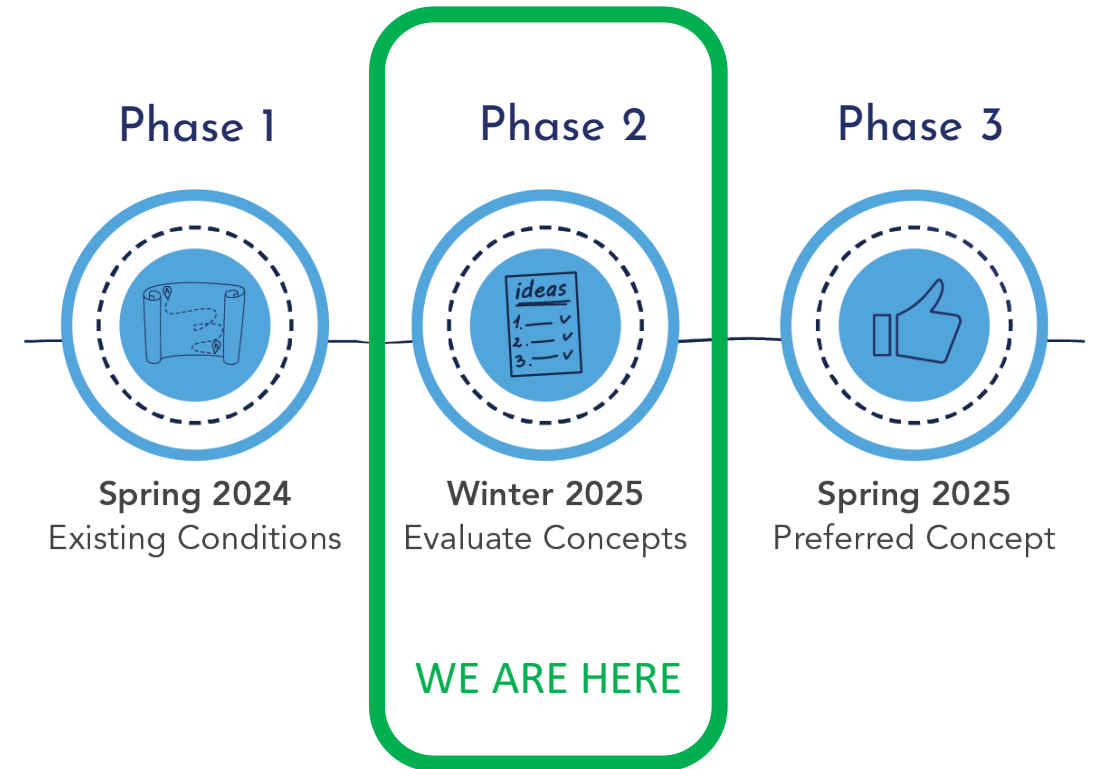 Phase 1
Phase 2
Phase 3
ideas
1.
2.
3.
Spring 2024
Existing Conditions
Winter 2025
Evaluate Concepts
Spring 2025
Preferred Concept
WE ARE HERE